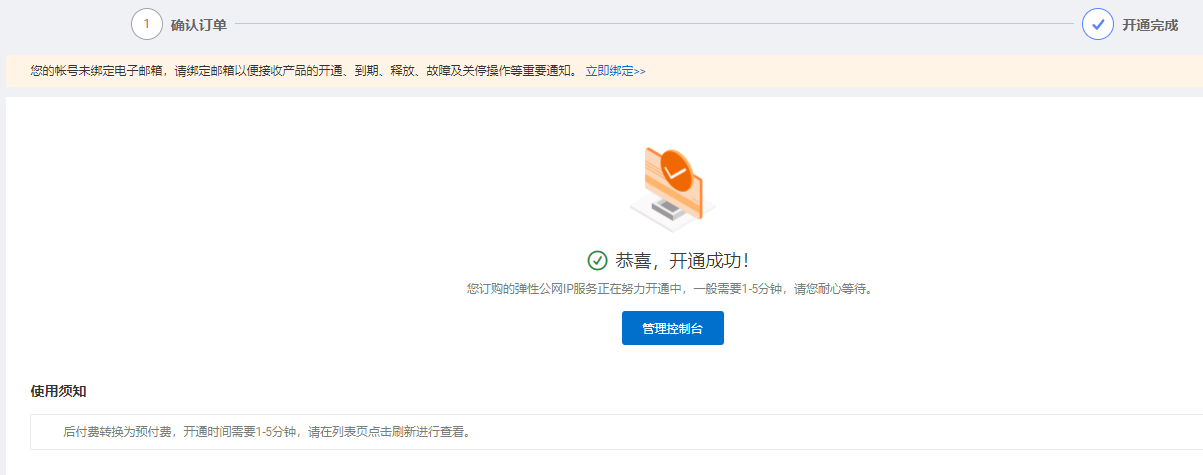 1 确认订单 开通完成
您的帐号未绑定电子邮箱，请绑定邮箱以便接收产品的开通、到期、释放、故障及关停操作等重要通知。 立即绑定>>
恭喜，开通成功！
您订购的弹性公网IP服务正在努力开通中，一般需要1-5分钟，请您耐心等待。
管理控制台
使用须知
后付费转换为预付费，开通时间需要1-5分钟，请在列表页点击刷新进行查看。